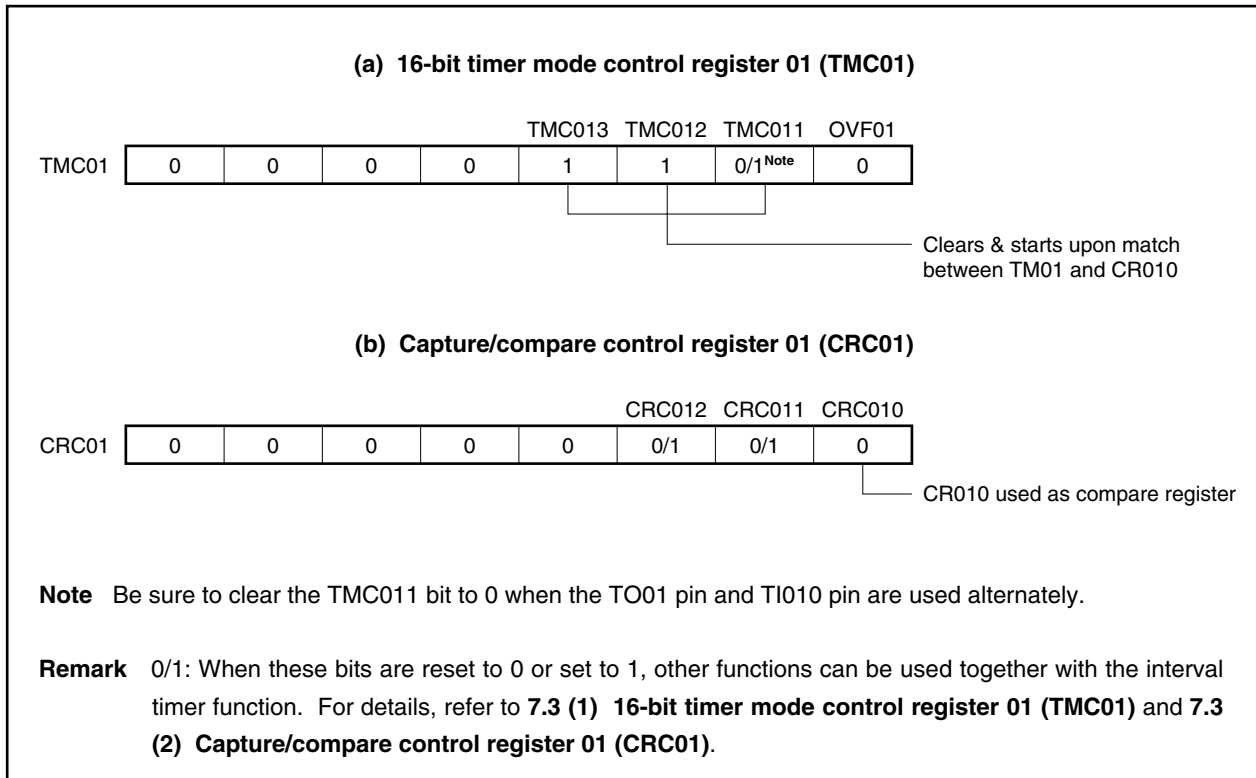 (a) 16-bit timer mode control register 01 (TMC01)
TMC013 TMC012 TMC011 OVF01
TMC01 0 0 0 0 1 1 0/1Note 0
Clears & starts upon match
between TM01 and CR010
(b) Capture/compare control register 01 (CRC01)
CRC012 CRC011 CRC010
CRC01 0 0 0 0 0 0/1 0/1 0
CR010 used as compare register
Note Be sure to clear the TMC011 bit to 0 when the TO01 pin and TI010 pin are used alternately.
Remark 0/1: When these bits are reset to 0 or set to 1, other functions can be used together with the interval
timer function. For details, refer to 7.3 (1) 16-bit timer mode control register 01 (TMC01) and 7.3
(2) Capture/compare control register 01 (CRC01).